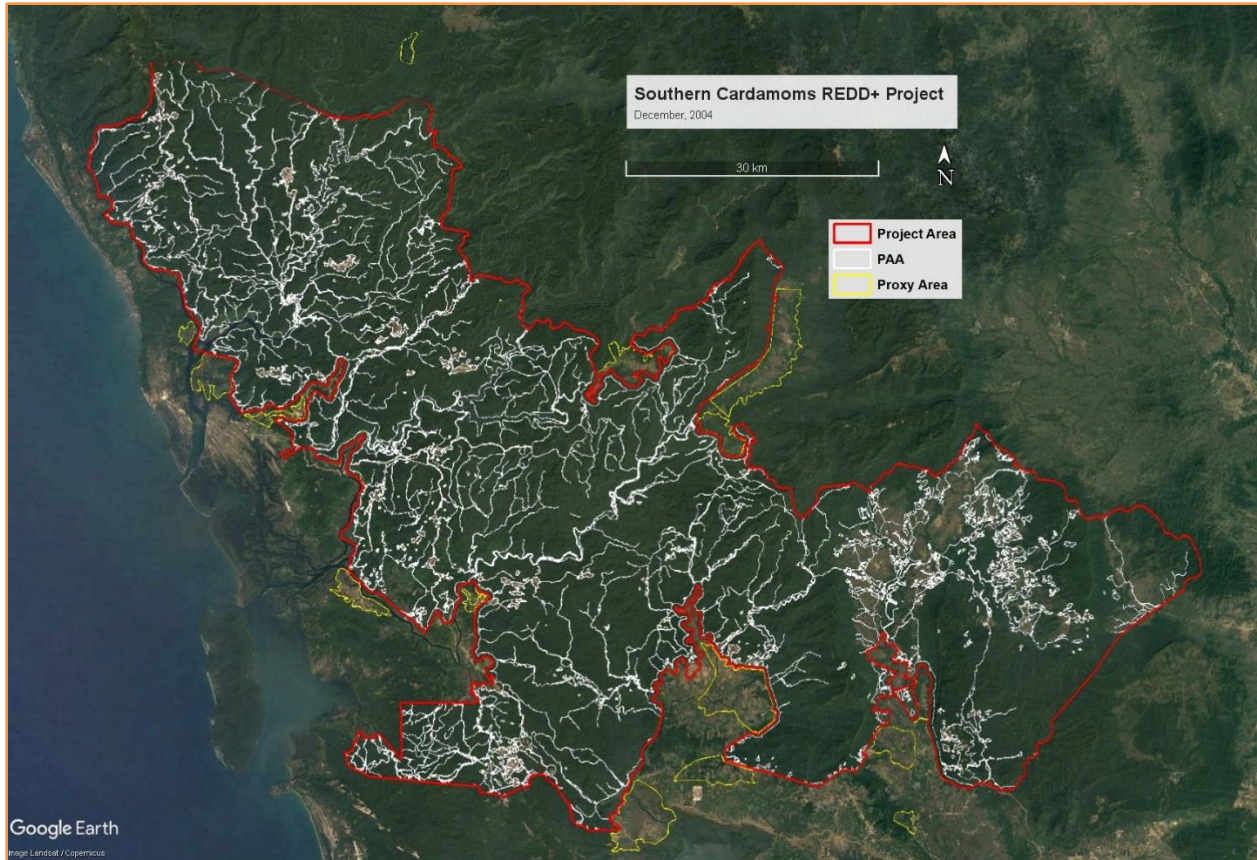 Southern Cardamoms REDD+ Project
December, 2004
30 km
N
Project Area
PAA
Proxy Area
Google Earth
Image Landsat / Copernicus